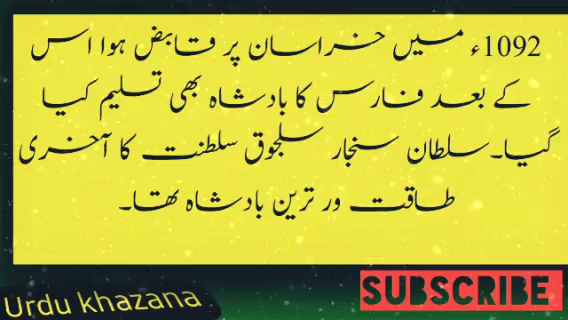 1092ء میں خراسان پر قابض ہوا اس
کے بعد فارس کا بادشاہ بھی تسلیم کیا
گیا۔ سلطان سنجار سلجوق سلطنت کا آخری
طاقت ور ترین بادشاہ تھا۔
SUBSCRIBE
Urdu khazana